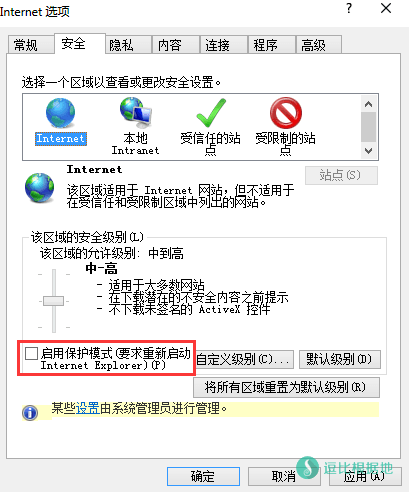 Internet 选项
常规
安全
隐私
内容
连接
程序
高级
选择一个区域以查看或更改安全设置。
Internet
本地
Intranet
受信任的站
点
受限制的站
点
Internet
站点(S)
该区域适用于 Internet 网站，但不适用于
在受信任和受限制区域中列出的网站。
该区域的安全级别(L)
该区域的允许级别: 中到高
中-高
- 适用于大多数网站
- 在下载潜在的不安全内容之前提示
- 不下载未签名的 ActiveX 控件
启用保护模式(要求重新启动
Internet Explorer)(P)
自定义级别(C)...
默认级别(D)
将所有区域重置为默认级别(R)
某些设置由系统管理员进行管理。
逗比根据地
确定
取消
应用(A)